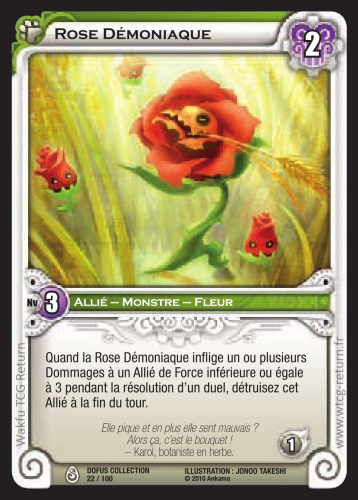 Rose Démoniaque
2
Nv. 3
Allié – Monstre – Fleur
Quand la Rose Démoniaque inflige un ou plusieurs
Dommages à un Allié de Force inférieure ou égale
à 3 pendant la résolution d'un duel, détruisez cet
Allié à la fin du tour.
Elle pique et en plus elle sent mauvais ?
Alors ça, c'est le bouquet !
– Karol, botaniste en herbe.
1
DOFUS COLLECTION
22 / 100
ILLUSTRATION : JONOO TAKESHI
© 2010 Ankama
Wakfu TCG Return
www.wtcg-return.fr